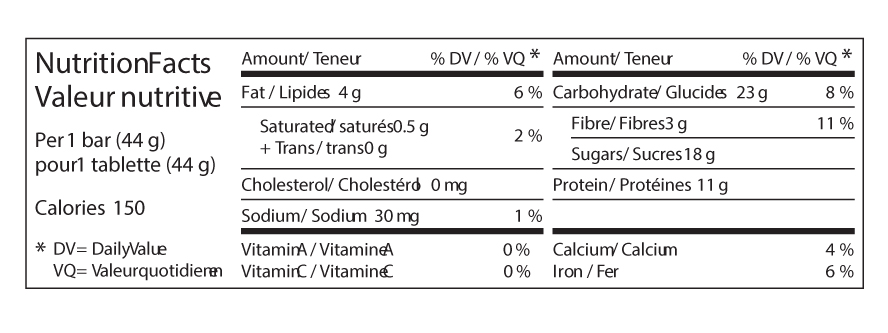 NutritionFacts
Valeur nutritive
Per 1 bar (44 g)
pour1 tablette (44 g)
Calories 150
* DV= DailyValue
VQ= Valeurquotidienen
Amount/ Teneur % DV / % VQ *
Fat / Lipides 4 g 6 %
Saturated/ saturés0.5 g
+ Trans / trans0 g 2 %
Cholesterol/ Cholestérol 0 mg
Sodium/ Sodium 30 mg 1 %
VitaminA / VitamineA 0 %
VitaminC / VitamineC 0 %
Amount/ Teneur % DV / % VQ *
Carbohydrate/ Glucides 23 g 8 %
Fibre/ Fibres3 g 11 %
Sugars/ Sucres18 g
Protein / Protéines 11 g
Calcium/ Calcium 4 %
Iron / Fer 6 %